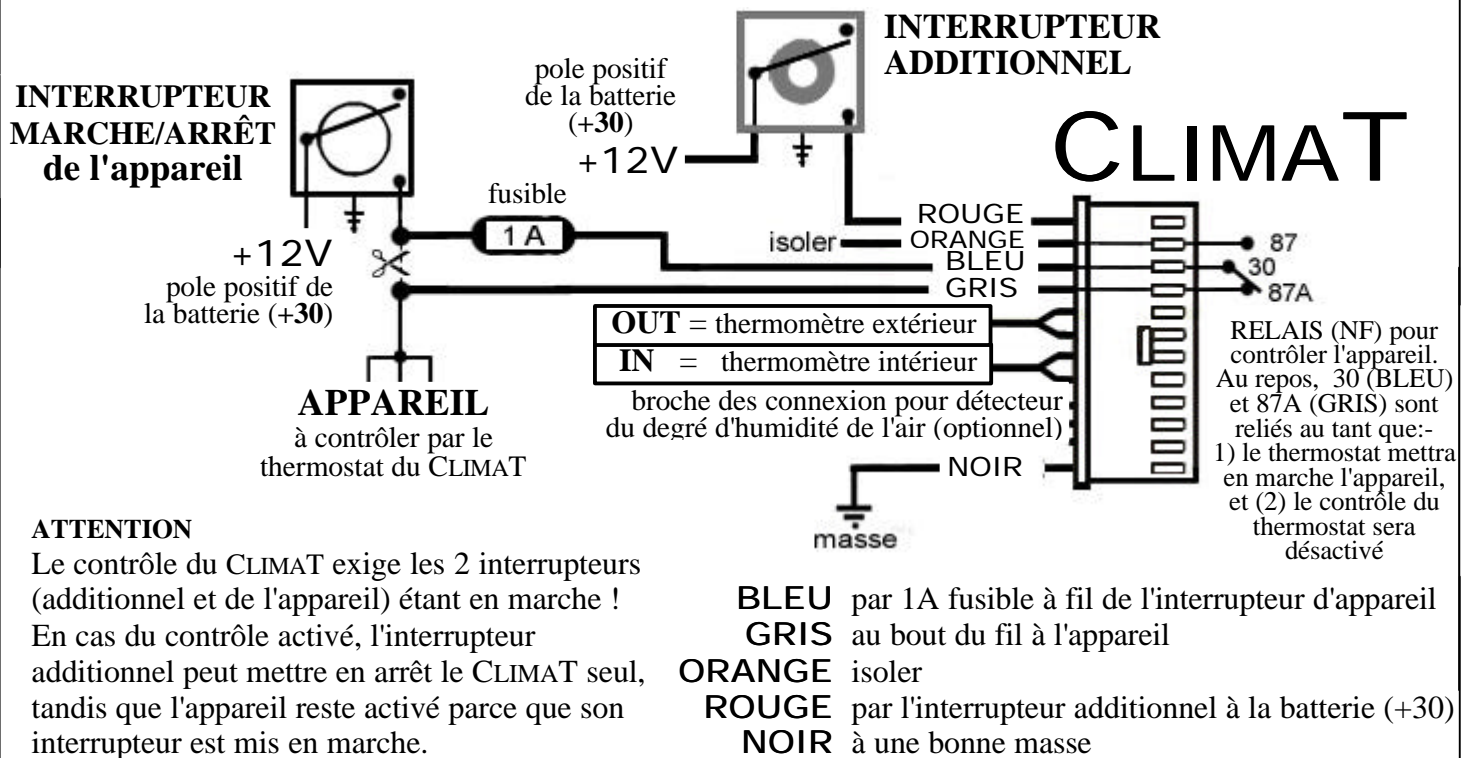 INTERRUPTEUR
MARCHE/ARRÊT
de l'appareil
pole positif
de la batterie
(+30)
+12V
INTERRUPTEUR
ADDITIONNEL
CLIMAT
fusible
1 A
+12V
pole positif de
la batterie (+30)
isoler
ROUGE
ORANGE
BLEU
GRIS
87
30
87A
OUT = thermomètre extérieur
IN = thermomètre intérieur
broche des connexion pour détecteur
du degré d'humidité de l'air (optionnel)
NOIR
masse
RELAIS (NF) pour
contrôler l'appareil.
Au repos, 30 (BLEU)
et 87A (GRIS) sont
reliés au tant que:-
1) le thermostat mettra
en marche l'appareil,
et (2) le contrôle du
thermostat sera
désactivé
APPAREIL
à contrôler par le
thermostat du CLIMAT
ATTENTION
Le contrôle du CLIMAT exige les 2 interrupteurs
(additionnel et de l'appareil) étant en marche !
En cas du contrôle activé, l'interrupteur
additionnel peut mettre en arrêt le CLIMAT seul,
tandis que l'appareil reste activé parce que son
interrupteur est mis en marche.
BLEU par 1A fusible à fil de l'interrupteur d'appareil
GRIS au bout du fil à l'appareil
ORANGE isoler
ROUGE par l'interrupteur additionnel à la batterie (+30)
NOIR à une bonne masse